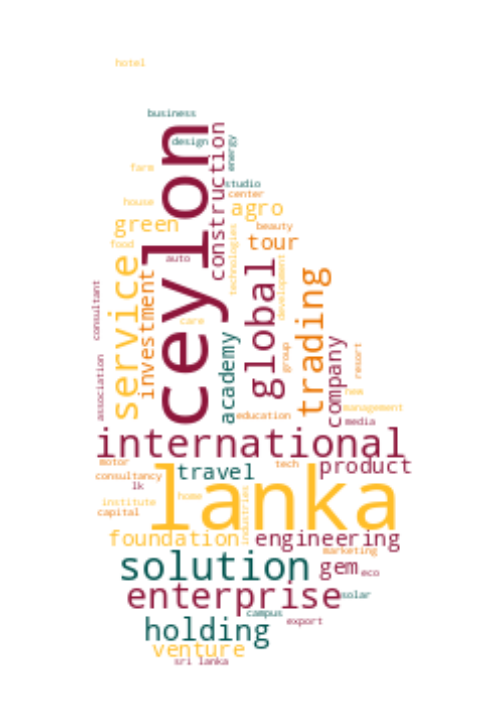 hotel
business
ceylon
design
construction
energy
farm
studio
center
house
agro
green
beauty
tour
food
technologies
auto
service
investment
global
development
trading
consultant
care
academy
company
group
resort
association
new
management
education
media
international
motor
tech
product
travel
consultancy
lk
lanka
home
institute
industries
capital
foundation
engineering
marketing
solution
gem
eco
enterprise
solar
campus
export
holding
venture
sri lanka